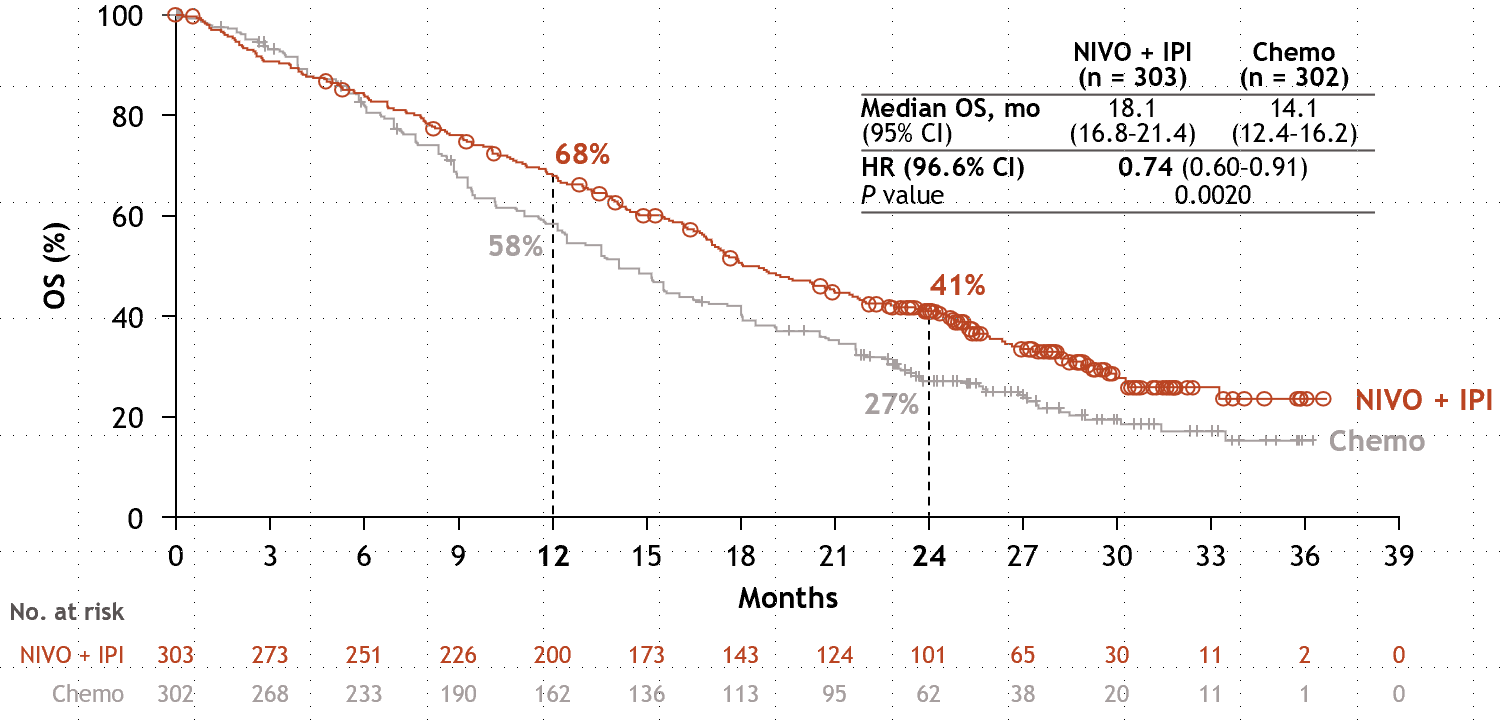 100
80
60
40
20
0
OS (%)
NIVO + IPI Chemo
(n = 303) (n = 302)
Median OS, mo 18.1 14.1
(95% CI) (16.8-21.4) (12.4-16.2)
HR (96.6% CI) 0.74 (0.60-0.91)
P value 0.0020
68%
58%
41%
27%
NIVO + IPI
Chemo
0 3 6 9 12 15 18 21 24 27 30 33 36 39
Months
No. at risk
NIVO + IPI 303 273 251 226 200 173 143 124 101 65 30 11 2 0
Chemo 302 268 233 190 162 136 113 95 62 38 20 11 1 0